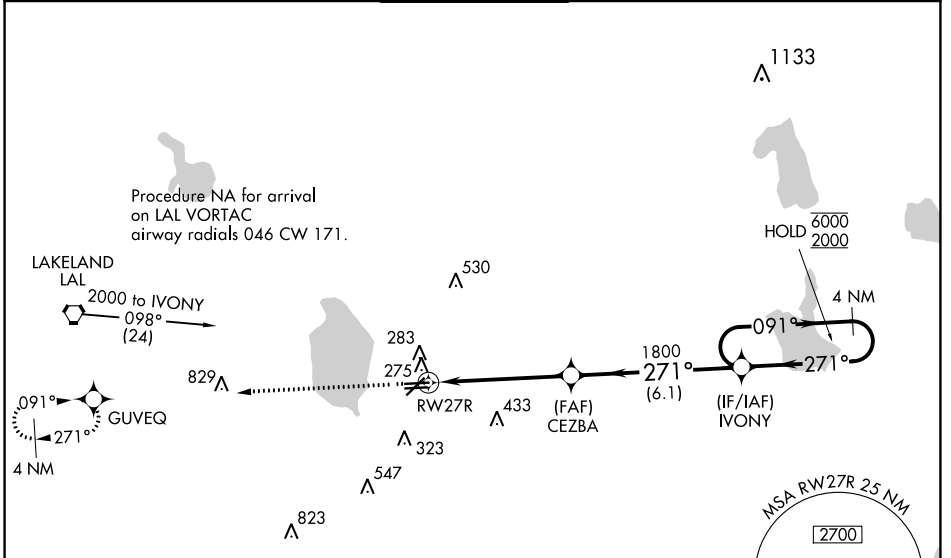 1133
Procedure NA for arrival
on LAL VORTAC
airway radials 046 CW 171.
HOLD 6000
2000
LAKELAND
LAL
2000 to IVONY
098°
(24)
530
4 NM
091°
271°
283
275
829
1800
271°
(6.1)
RW27R
(FAF)
CEZBA
(IF/IAF)
IVONY
091°
GUVEQ
271°
4 NM
433
323
547
823
MSA RW27R 25 NM
2700